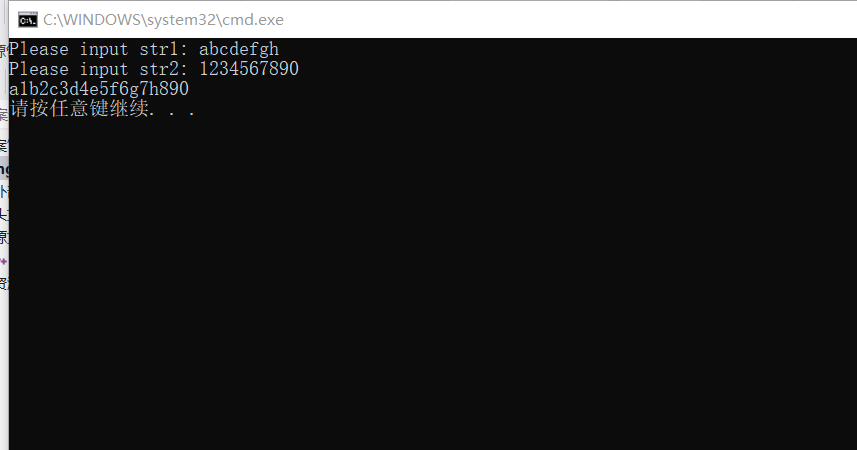 C:\WINDOWS\system32\cmd.exe
Please input str1: abcdefgh
Please input str2: 1234567890
a1b2c3d4e5f6g7h890
请按任意键继续. . .